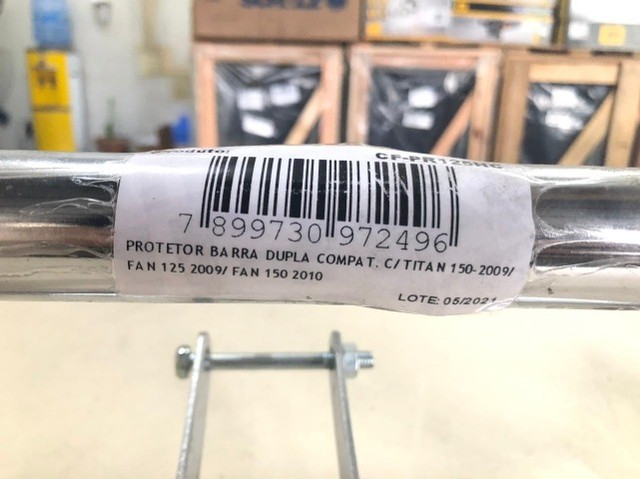 7 899730 972496
PROTETOR BARRA DUPLA COMPAT. C/ TITAN 150-2009/
FAN 125 2009/ FAN 150 2010
LOTE: 05/2021